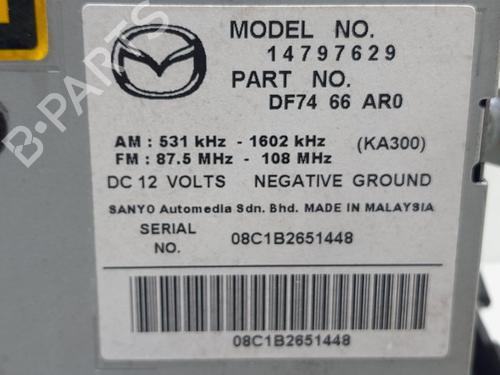 MODEL NO.
14797629
PART NO.
DF74 66 AR0
AM : 531 kHz - 1602 kHz (KA300)
FM : 87.5 MHz - 108 MHz
DC 12 VOLTS NEGATIVE GROUND
SANYO Automedia Sdn. Bhd. MADE IN MALAYSIA
SERIAL NO. 08C1B2651448
08C1B2651448
B-PARTS